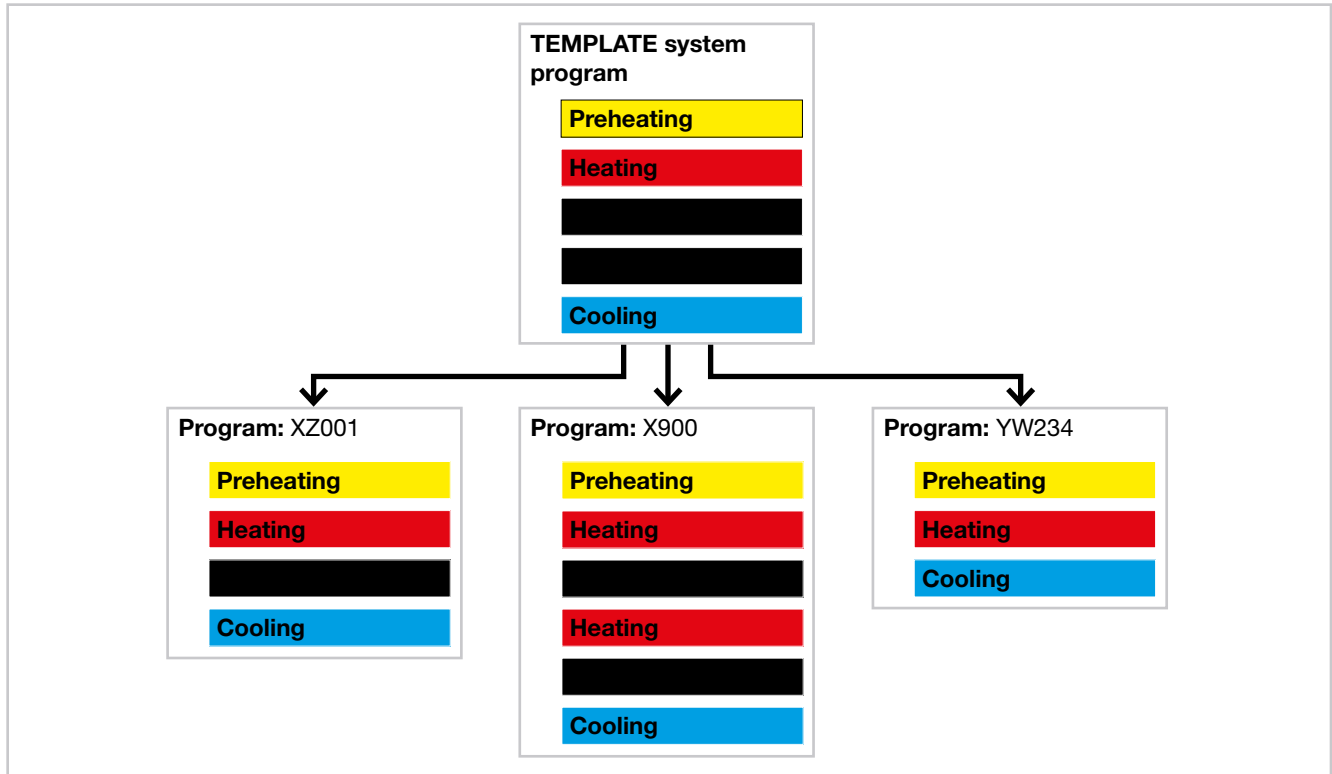 TEMPLATE system
program
Preheating
Heating
Cooling
Program: XZ001
Preheating
Heating
Cooling
Program: X900
Preheating
Heating
Heating
Cooling
Program: YW234
Preheating
Heating
Cooling